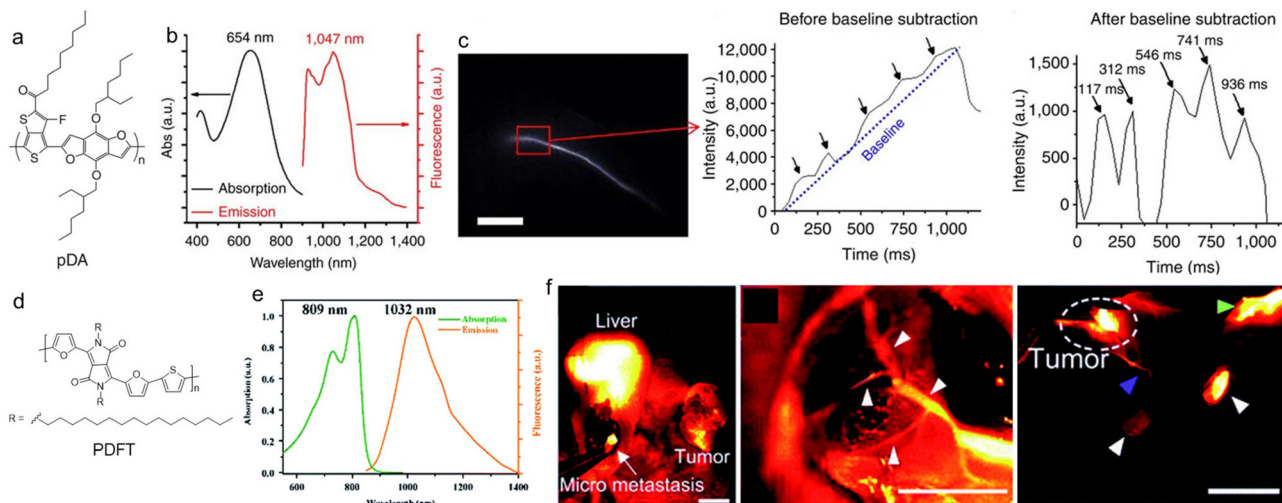 a
O
O
O
S
F
S
O
O
n
pDA
b
654 nm
1,047 nm
Abs (a.u.)
Fluorescence (a.u.)
Absorption
Emission
400 600 800 1,000 1,200 1,400
Wavelength (nm)
c
Before baseline subtraction
12,000
10,000
8,000
6,000
4,000
2,000
0
Intensity (a.u.)
Baseline
0 250 500 750 1,000
Time (ms)
After baseline subtraction
1,500
1,000
500
0
Intensity (a.u.)
117 ms
312 ms
546 ms
741 ms
936 ms
0 250 500 750 1,000
Time (ms)
d
R
N
O
O
S
O
O
N
R
n
R =
PDFT
e
809 nm
1032 nm
Absorption
Emission
1.0
0.8
0.6
0.4
0.2
0.0
Absorption (a.u.)
Fluorescence (a.u.)
600 800 1000 1200 1400
Wavelength (nm)
f
Liver
Tumor
Micro metastasis
Tumor